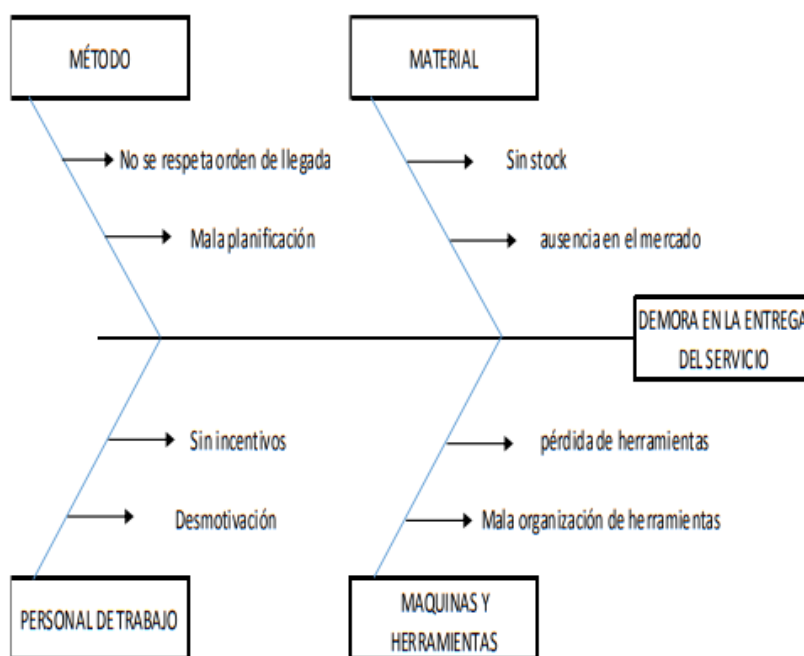 MÉTODO
MATERIAL
No se respeta orden de llegada
Sin stock
Mala planificación
ausencia en el mercado
DEMORA EN LA ENTREGA
DEL SERVICIO
Sin incentivos
pérdida de herramientas
Desmotivación
Mala organización de herramientas
PERSONAL DE TRABAJO
MAQUINAS Y
HERRAMIENTAS